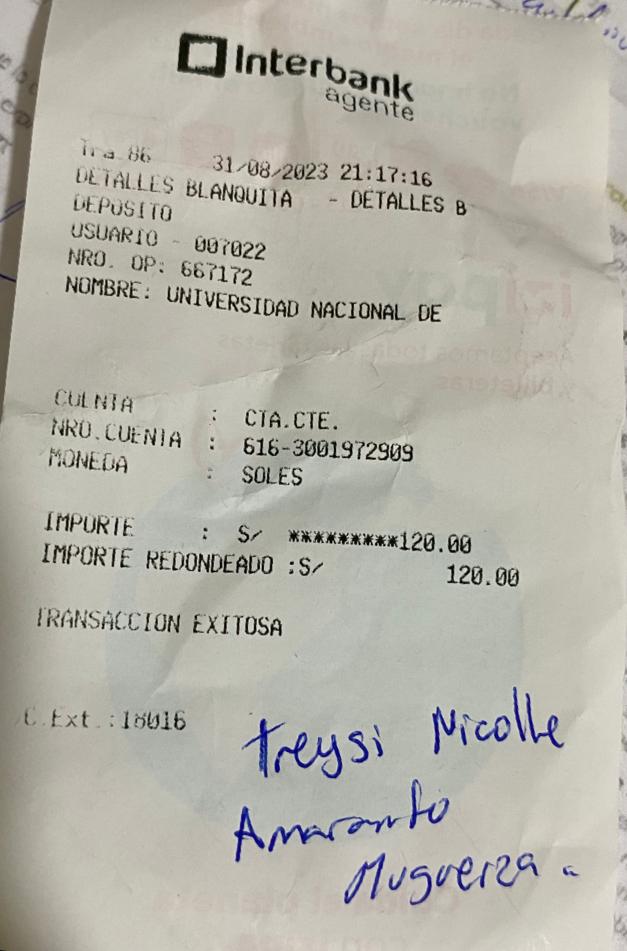 Interbank
agente
Tra.86 31/08/2023 21:17:16
DETALLES BLANQUITA - DETALLES B
DEPOSITO
USUARIO - 007022
NRO. OP: 667172
NOMBRE: UNIVERSIDAD NACIONAL DE
CUENTA : CTA.CTE.
NRO.CUENTA : 616-3001972909
MONEDA : SOLES
IMPORTE : S/ *********120.00
IMPORTE REDONDEADO :S/ 120.00
TRANSACCION EXITOSA
C.Ext.:18016
Treysi Nicolle
Amaranto
Muguerza